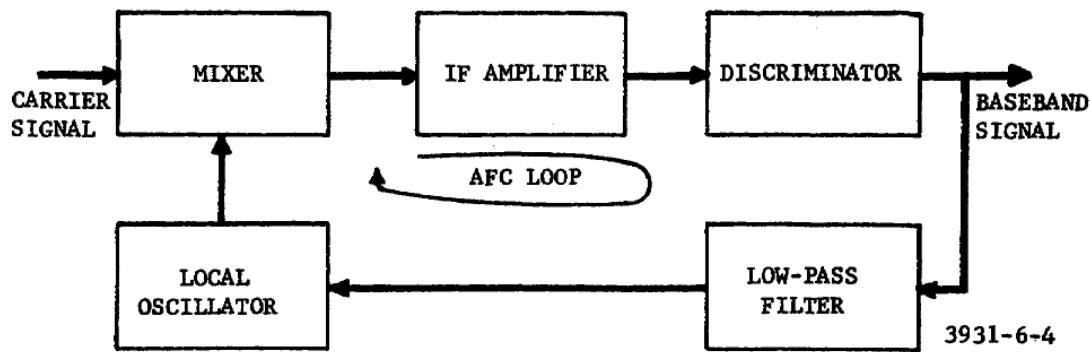 MIXER
IF AMPLIFIER
DISCRIMINATOR
CARRIER
SIGNAL
BASEBAND
SIGNAL
AFC LOOP
LOCAL
OSCILLATOR
LOW-PASS
FILTER
3931-6-4